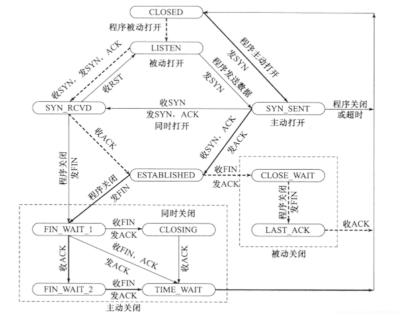 CLOSED
程序被动打开
LISTEN
被动打开
程序主动打开
发SYN
收SYN、发SYN、ACK
收RST
程序发送数据
发SYN
SYN_RCVD
收SYN
发SYN、ACK
同时打开
SYN_SENT
主动打开
程序关闭
或超时
收ACK
收SYN、ACK
发ACK
程序关闭
发FIN
ESTABLISHED
收FIN
发ACK
CLOSE_WAIT
程序关闭
发FIN
程序关闭
发FIN
LAST_ACK
收ACK
被动关闭
同时关闭
FIN_WAIT_1
收FIN
发ACK
CLOSING
收ACK
收FIN、ACK
发ACK
收ACK
FIN_WAIT_2
收FIN
发ACK
TIME_WAIT
主动关闭